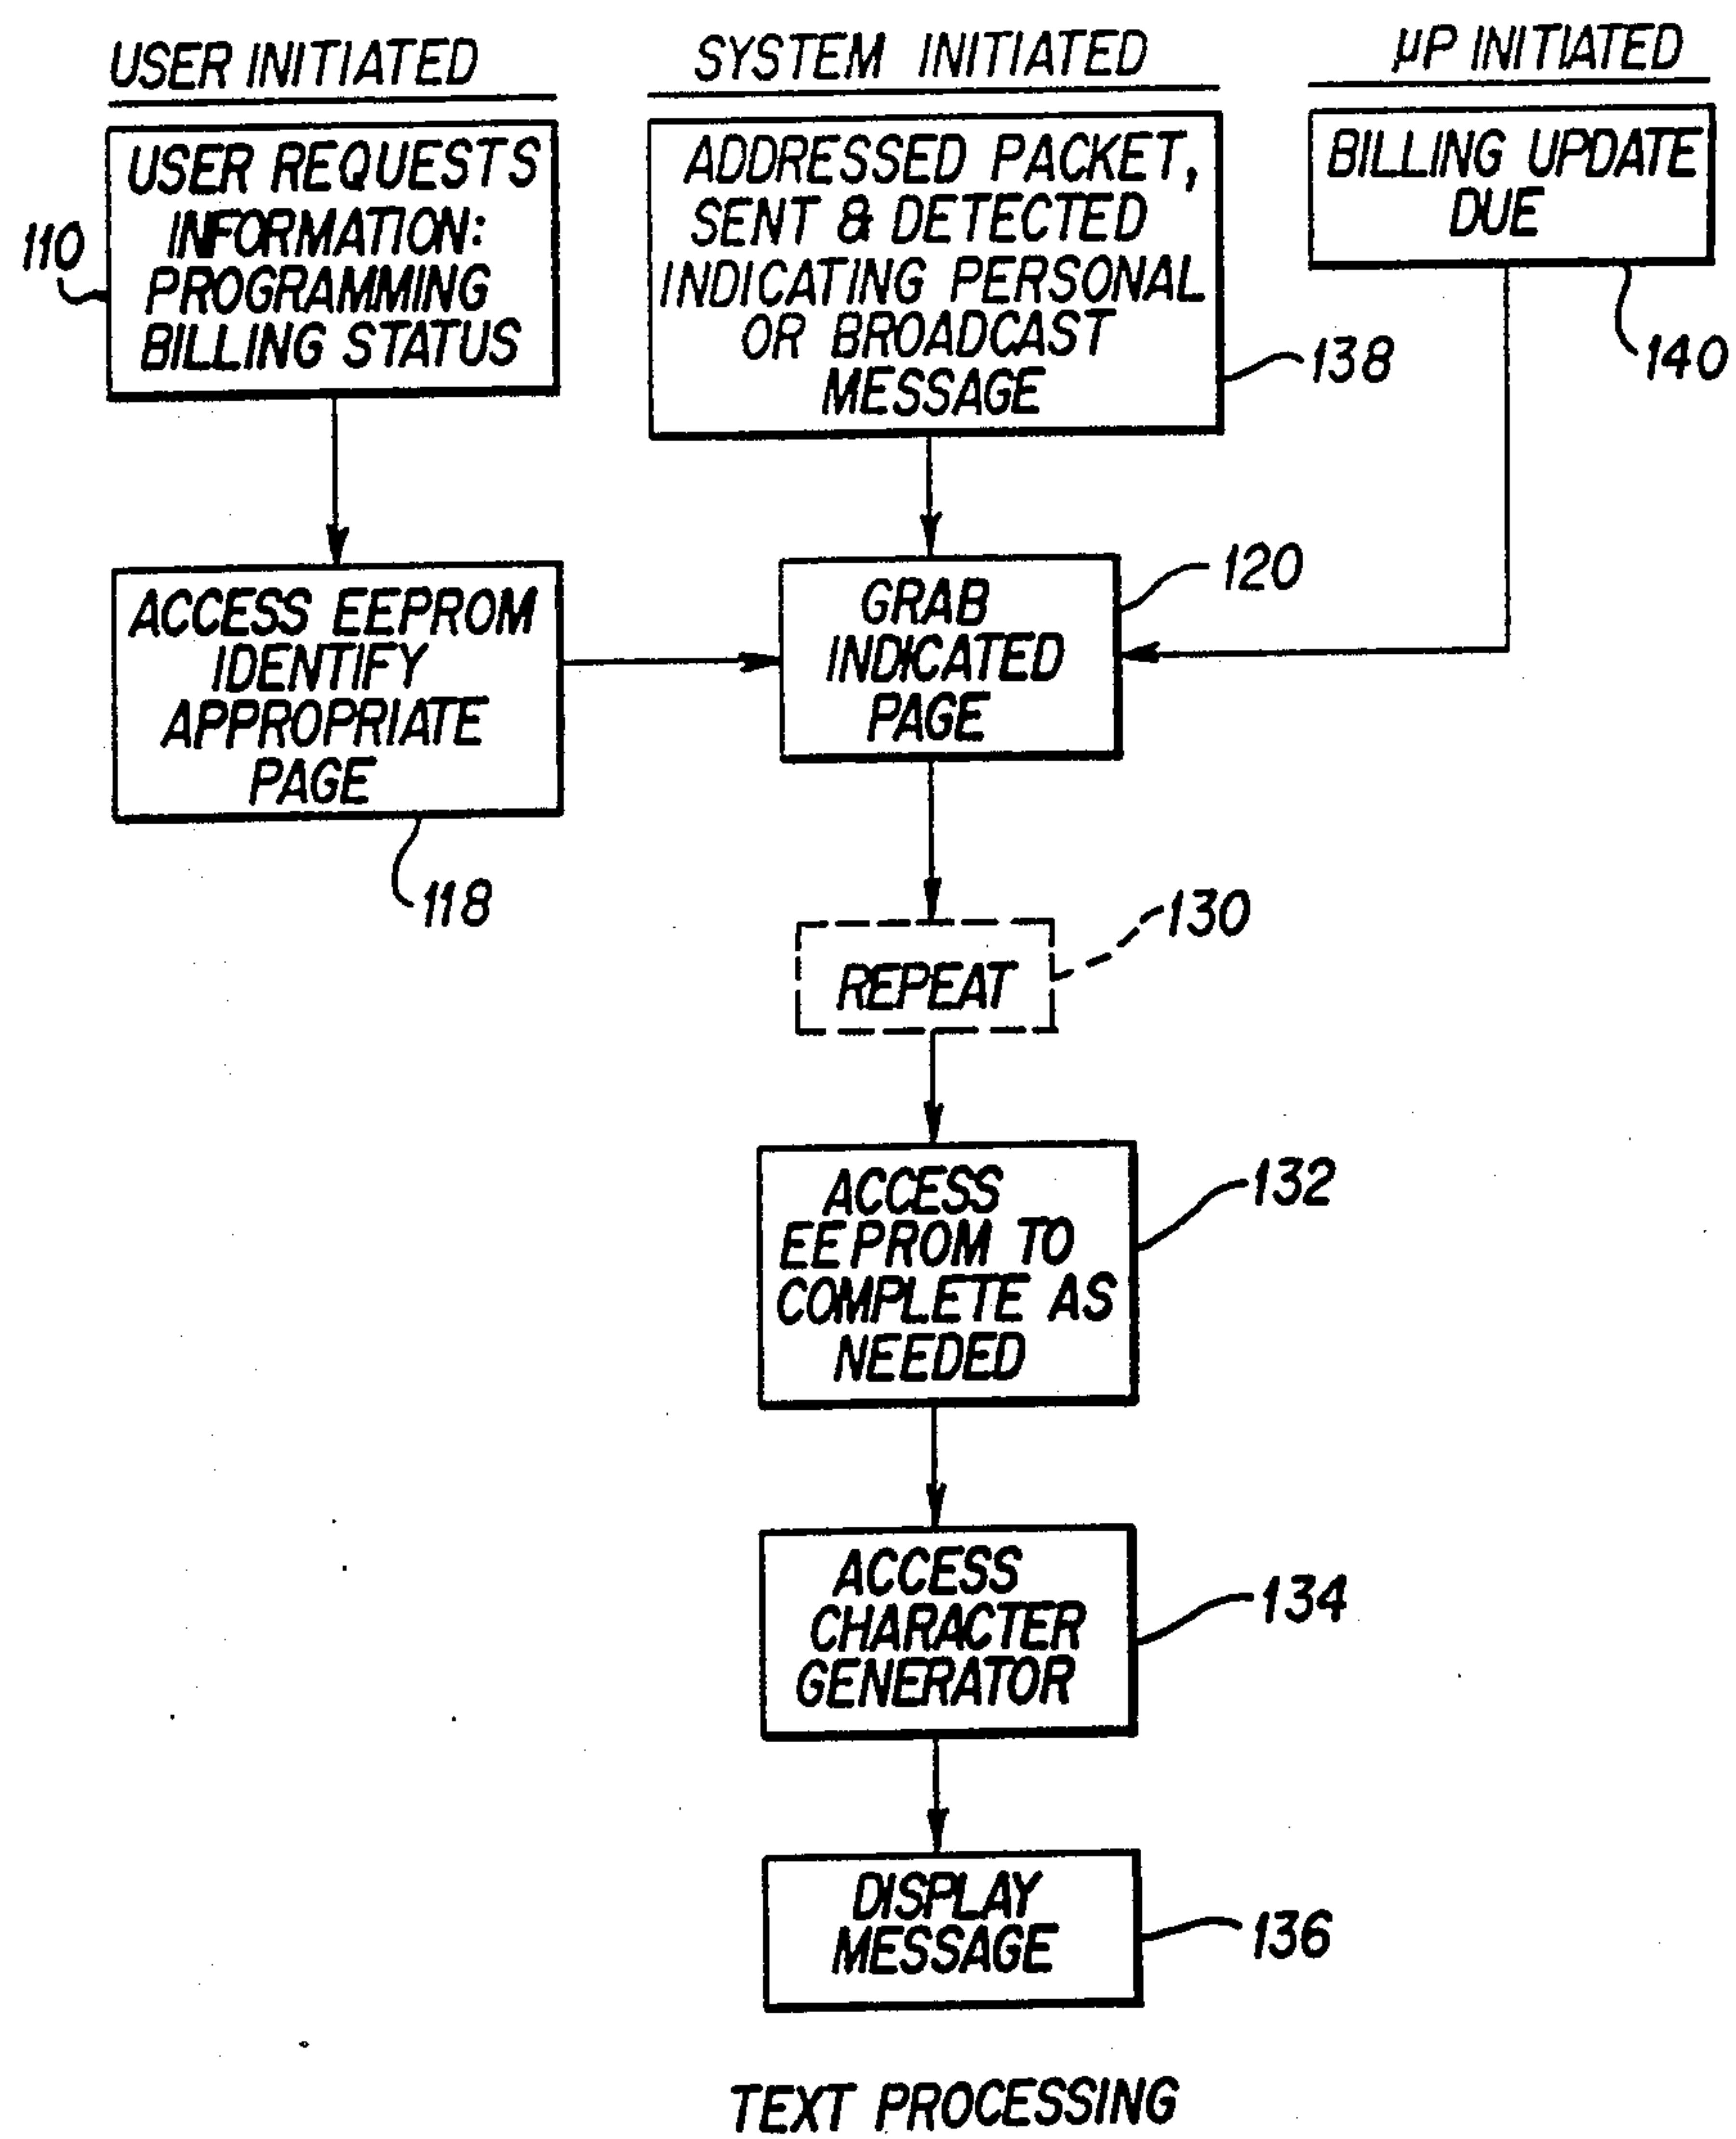 USER INITIATED
USER REQUESTS
INFORMATION:
PROGRAMMING
BILLING STATUS
110
SYSTEM INITIATED
ADDRESSED PACKET,
SENT & DETECTED
INDICATING PERSONAL
OR BROADCAST
MESSAGE
138
μP INITIATED
BILLING UPDATE
DUE
140
ACCESS EEPROM
IDENTIFY
APPROPRIATE
PAGE
118
GRAB
INDICATED
PAGE
120
REPEAT
130
ACCESS
EEPROM TO
COMPLETE AS
NEEDED
132
ACCESS
CHARACTER
GENERATOR
134
DISPLAY
MESSAGE
136
TEXT PROCESSING